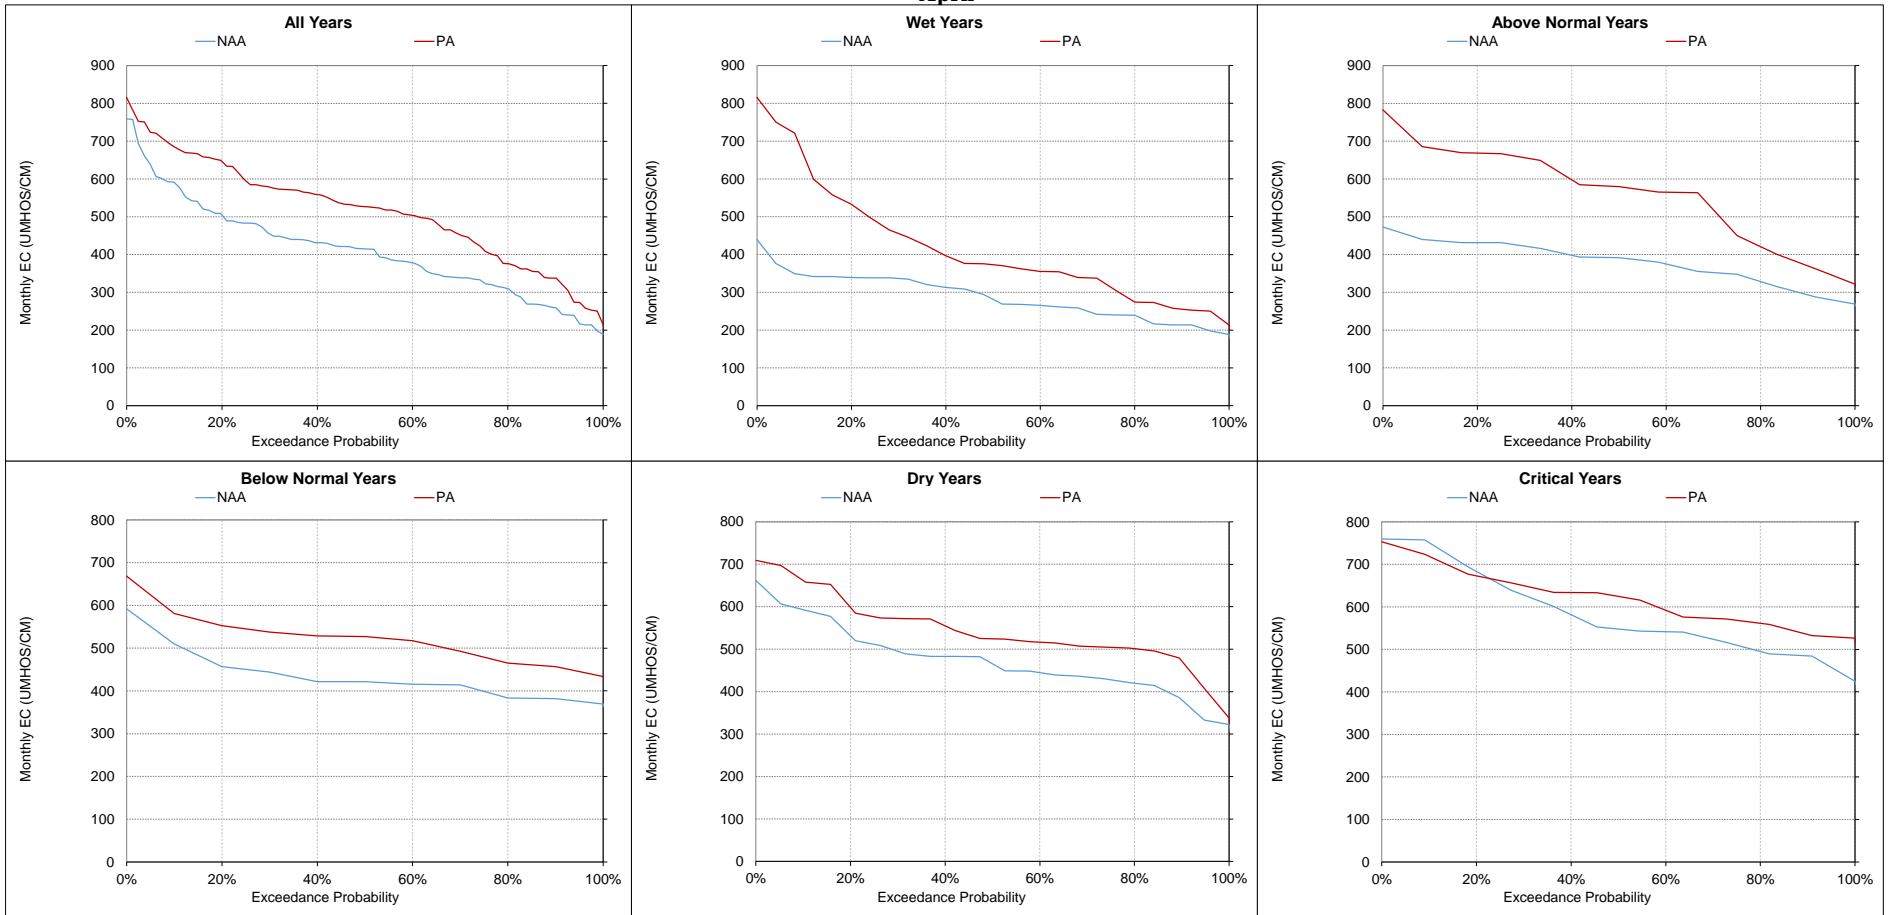 All Years
NAA PA
900
800
700
600
500
400
300
200
100
0
0% 20% 40% 60% 80% 100%
Monthly EC (UMHOS/CM)
Exceedance Probability
Wet Years
NAA PA
900
800
700
600
500
400
300
200
100
0
0% 20% 40% 60% 80% 100%
Monthly EC (UMHOS/CM)
Exceedance Probability
Above Normal Years
NAA PA
900
800
700
600
500
400
300
200
100
0
0% 20% 40% 60% 80% 100%
Monthly EC (UMHOS/CM)
Exceedance Probability
Below Normal Years
NAA PA
800
700
600
500
400
300
200
100
0
0% 20% 40% 60% 80% 100%
Monthly EC (UMHOS/CM)
Exceedance Probability
Dry Years
NAA PA
800
700
600
500
400
300
200
100
0
0% 20% 40% 60% 80% 100%
Monthly EC (UMHOS/CM)
Exceedance Probability
Critical Years
NAA PA
800
700
600
500
400
300
200
100
0
0% 20% 40% 60% 80% 100%
Monthly EC (UMHOS/CM)
Exceedance Probability